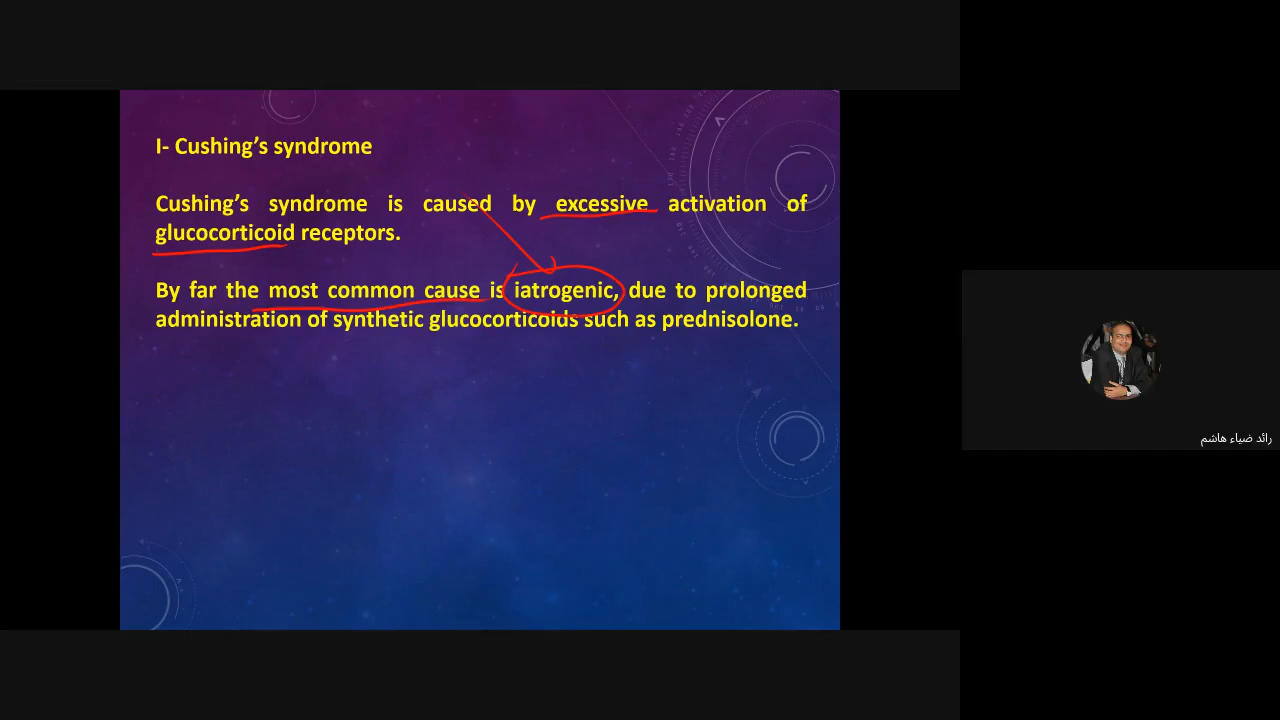 I- Cushing’s syndrome
Cushing’s syndrome is caused by excessive activation of
glucocorticoid receptors.
By far the most common cause is iatrogenic, due to prolonged
administration of synthetic glucocorticoids such as prednisolone.
رائد ضياء هاشم